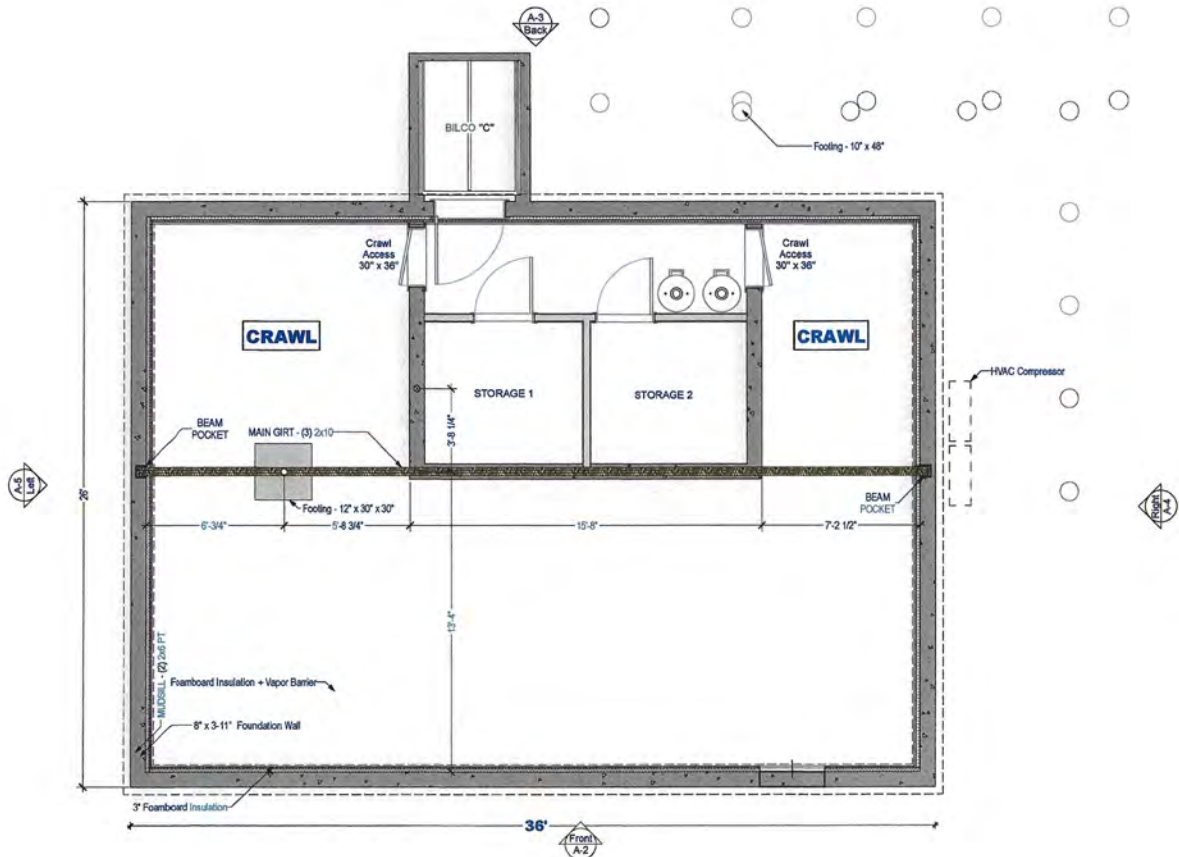 A-3
Back
BILCO "C"
Footing - 10" x 48"
Crawl
Access
30" x 36"
Crawl
Access
30" x 36"
CRAWL
CRAWL
HVAC Compressor
STORAGE 1
STORAGE 2
3'-8 1/4"
BEAM
POCKET
MAIN GIRT - (3) 2x10
A-5
Left
26'
Footing - 12" x 30" x 30"
BEAM
POCKET
Right
A-4
6'-3/4"
5'-8 3/4"
15'-8"
7'-2 1/2"
13'-4"
MUDSILL - (2) 2x6 PT
Foamboard Insulation + Vapor Barrier
8" x 3-11" Foundation Wall
3" Foamboard Insulation
36'
Front
A-2